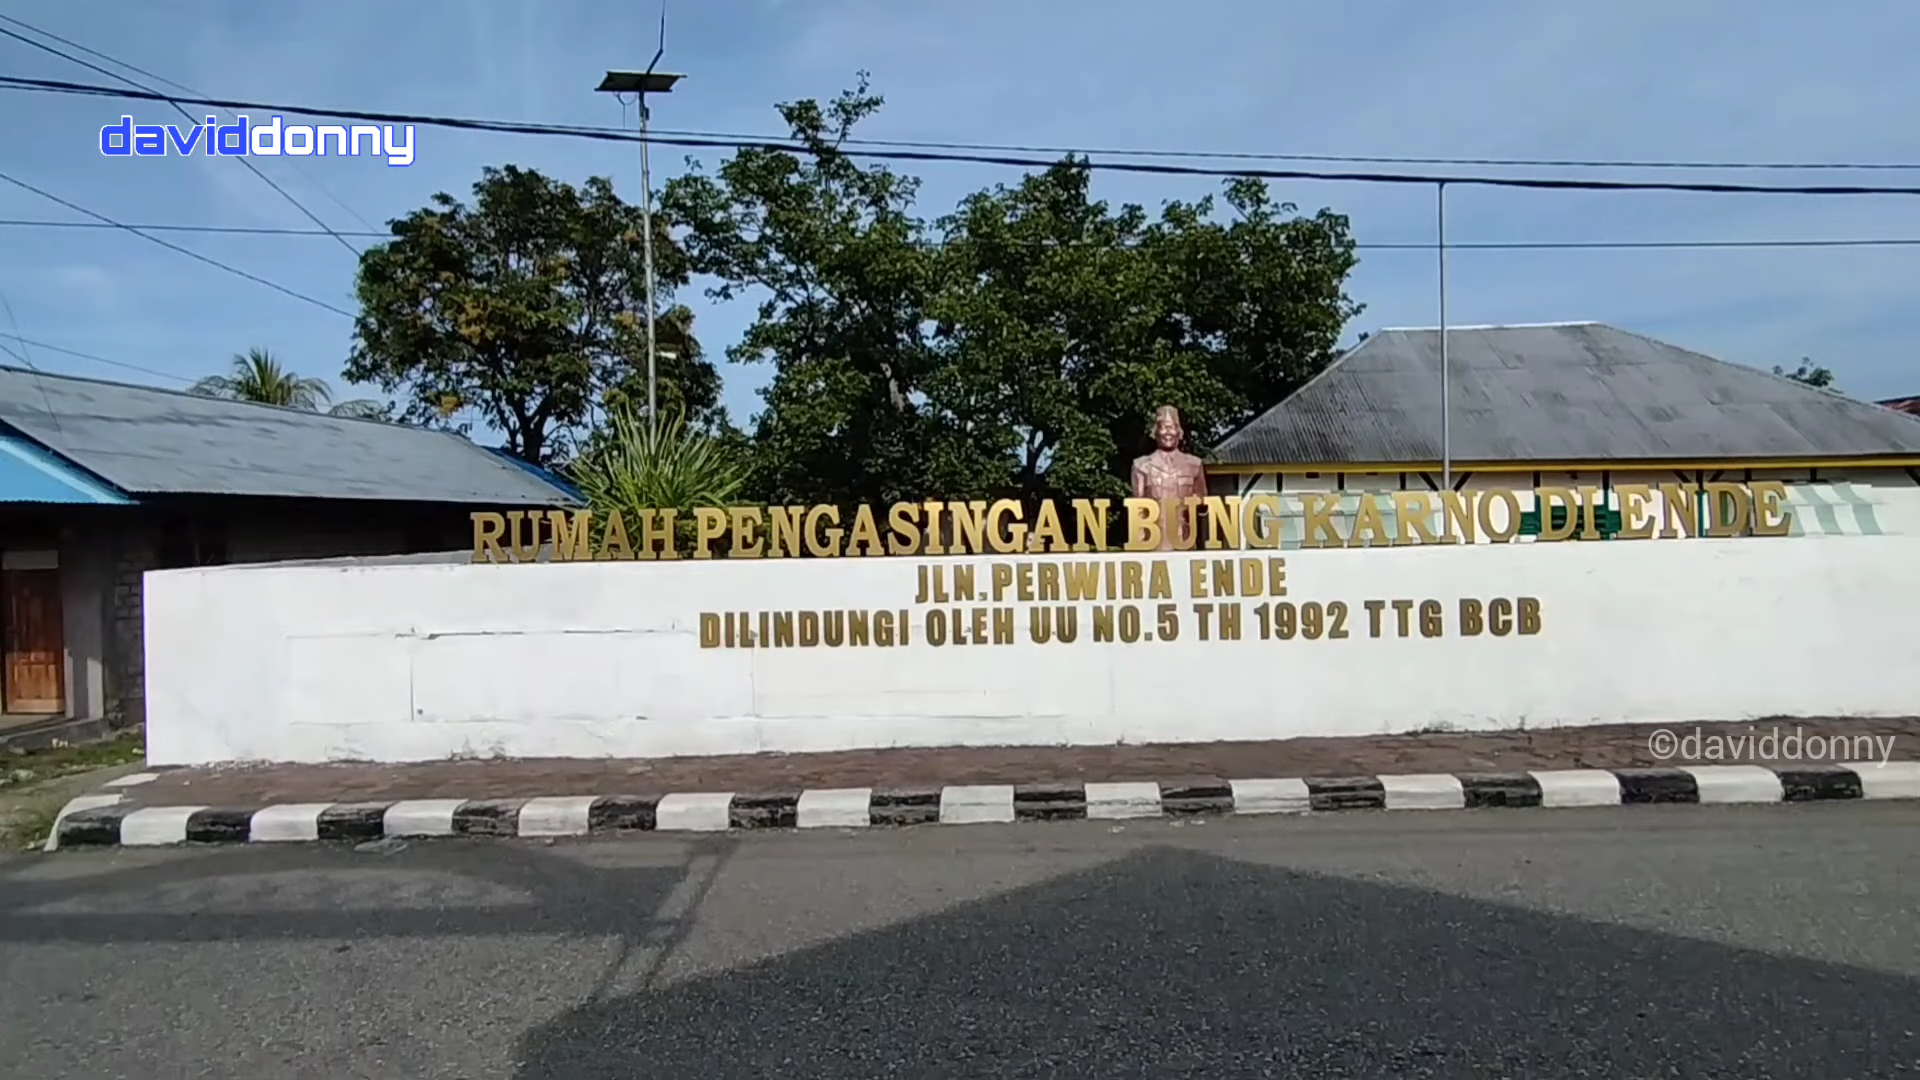 daviddonny
RUMAH PENGASINGAN BUNG KARNO DI ENDE
JLN.PERWIRA ENDE
DILINDUNGI OLEH UU NO.5 TH 1992 TTG BCB
©daviddonny